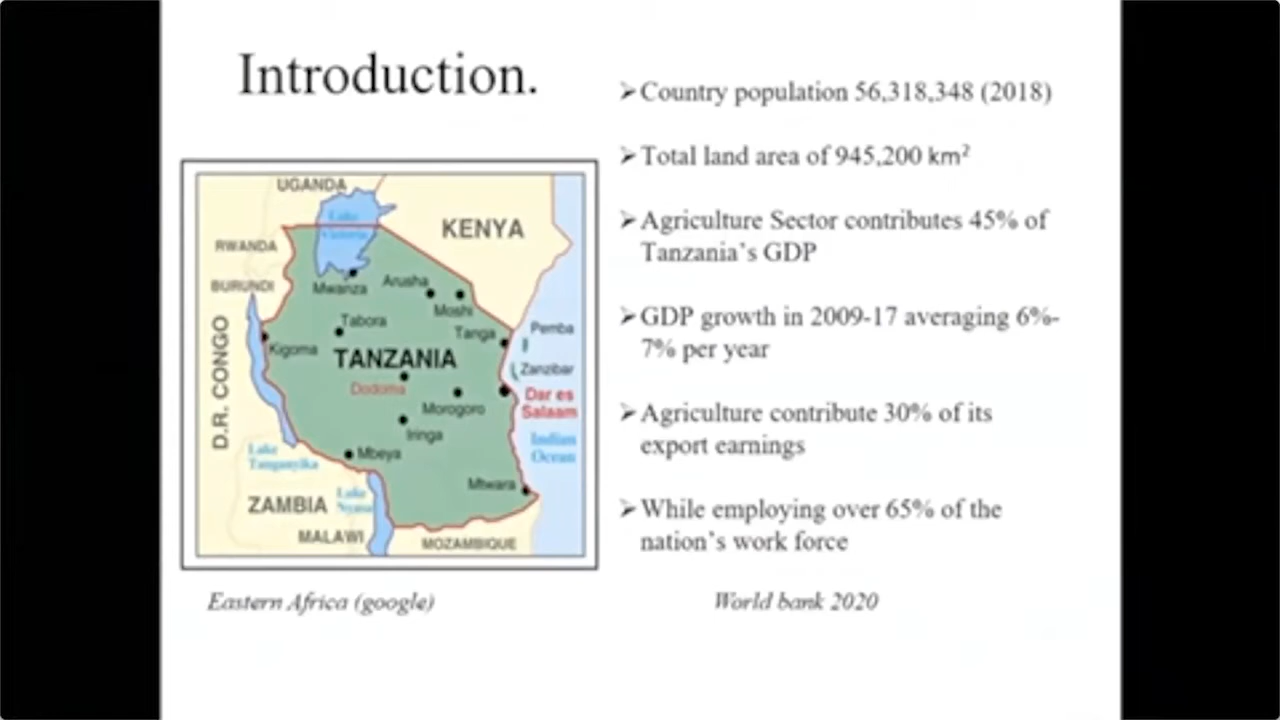 Introduction.
➢Country population 56,318,348 (2018)
➢Total land area of 945,200 km²
➢Agriculture Sector contributes 45% of
Tanzania's GDP
➢GDP growth in 2009-17 averaging 6%-
7% per year
➢Agriculture contribute 30% of its
export earnings
➢While employing over 65% of the
nation's work force
UGANDA
Lake
Victoria
KENYA
RWANDA
BURUNDI
Mwanza
Arusha
Moshi
Tabora
Tanga
Pemba
Kigoma
TANZANIA
Zanzibar
D.R. CONGO
Dodoma
Dar es
Salaam
Morogoro
Iringa
Indian
Ocean
Lake
Tanganyika
Mbeya
Mtwara
ZAMBIA
Lake
Nyasa
MALAWI
MOZAMBIQUE
Eastern Africa (google)
World bank 2020